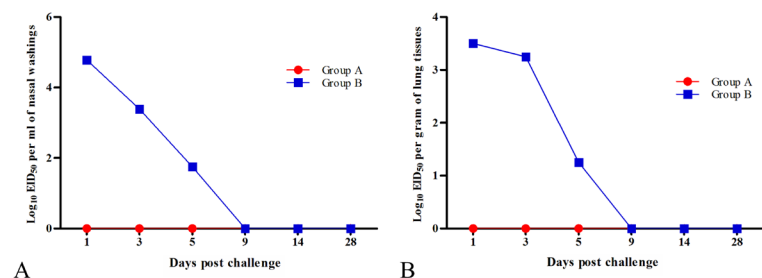 6
4
2
0
Log10 EID50 per ml of nasal washings
Group A
Group B
1 3 5 9 14 28
Days post challenge
A
4
3
2
1
0
Log10 EID50 per gram of lung tissues
Group A
Group B
1 3 5 9 14 28
Days post challenge
B